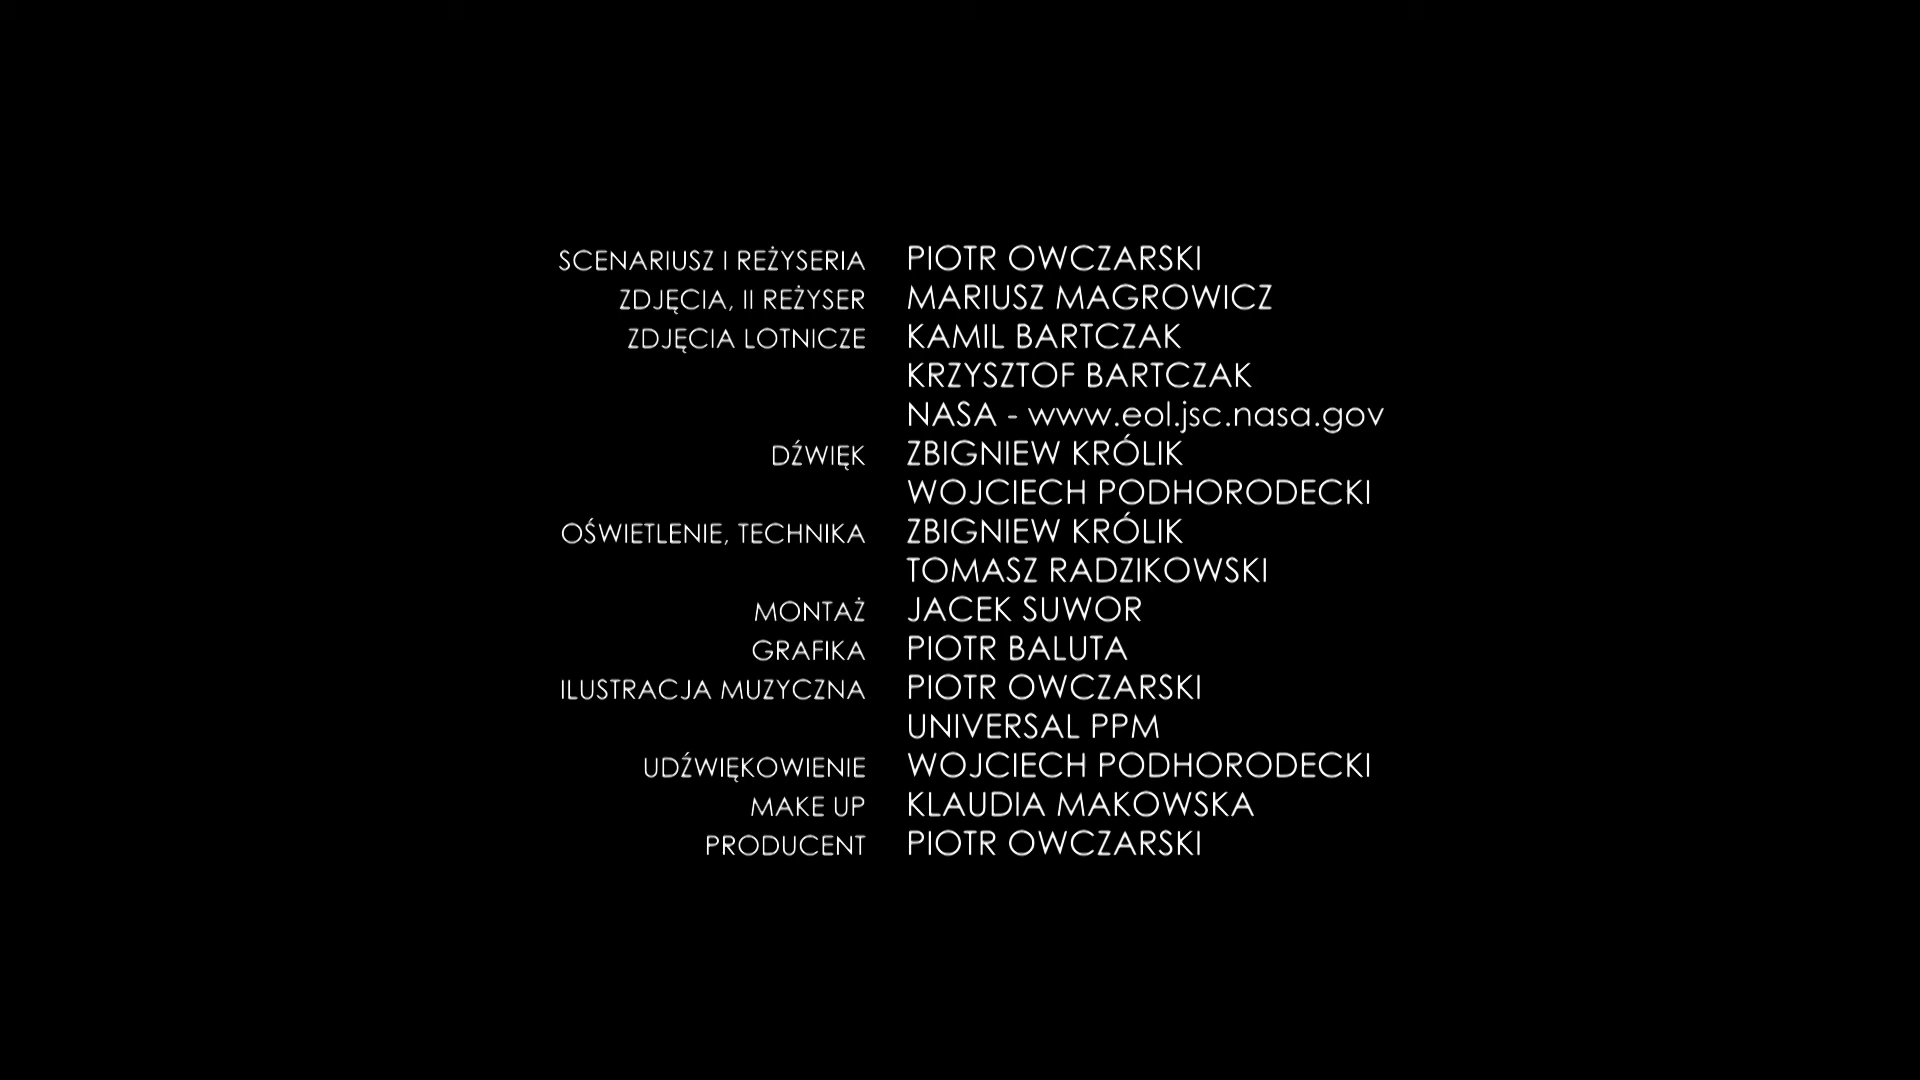 SCENARIUSZ I REŻYSERIA PIOTR OWCZARSKI
ZDJĘCIA, II REŻYSER MARIUSZ MAGROWICZ
ZDJĘCIA LOTNICZE KAMIL BARTCZAK
KRZYSZTOF BARTCZAK
NASA - www.eol.jsc.nasa.gov
DŹWIĘK ZBIGNIEW KRÓLIK
WOJCIECH PODHORODECKI
OŚWIETLENIE, TECHNIKA ZBIGNIEW KRÓLIK
TOMASZ RADZIKOWSKI
MONTAŻ JACEK SUWOR
GRAFIKA PIOTR BALUTA
ILUSTRACJA MUZYCZNA PIOTR OWCZARSKI
UNIVERSAL PPM
UDŹWIĘKOWIENIE WOJCIECH PODHORODECKI
MAKE UP KLAUDIA MAKOWSKA
PRODUCENT PIOTR OWCZARSKI